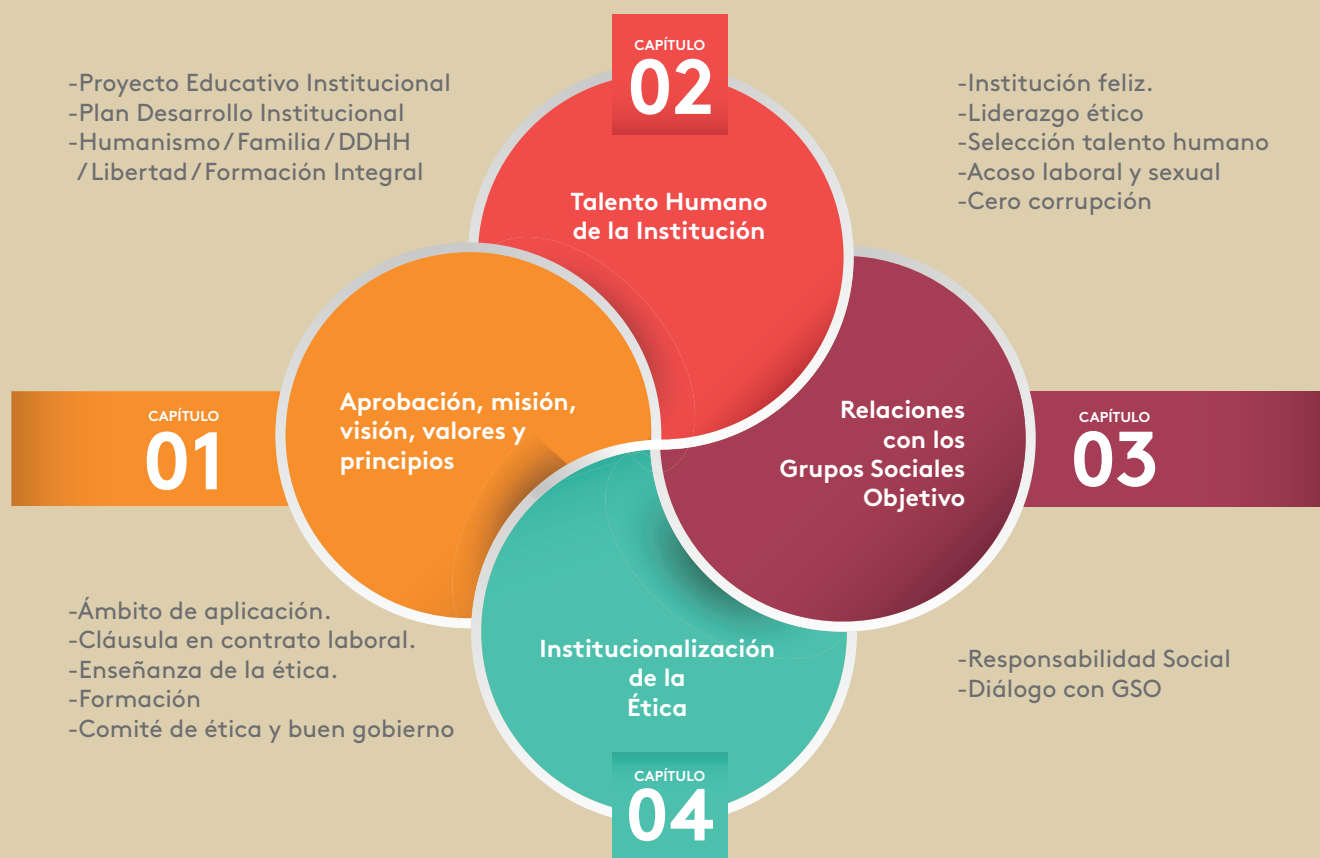 -Proyecto Educativo Institucional
-Plan Desarrollo Institucional
-Humanismo/Familia/DDHH
/Libertad/Formación Integral
CAPÍTULO
02
Talento Humano
de la Institución
-Institución feliz.
-Liderazgo ético
-Selección talento humano
-Acoso laboral y sexual
-Cero corrupción
CAPÍTULO
01
Aprobación, misión,
visión, valores y
principios
Relaciones
con los
Grupos Sociales
Objetivo
CAPÍTULO
03
-Ámbito de aplicación.
-Cláusula en contrato laboral.
-Enseñanza de la ética.
-Formación
-Comité de ética y buen gobierno
Institucionalización
de la
Ética
CAPÍTULO
04
-Responsabilidad Social
-Diálogo con GSO